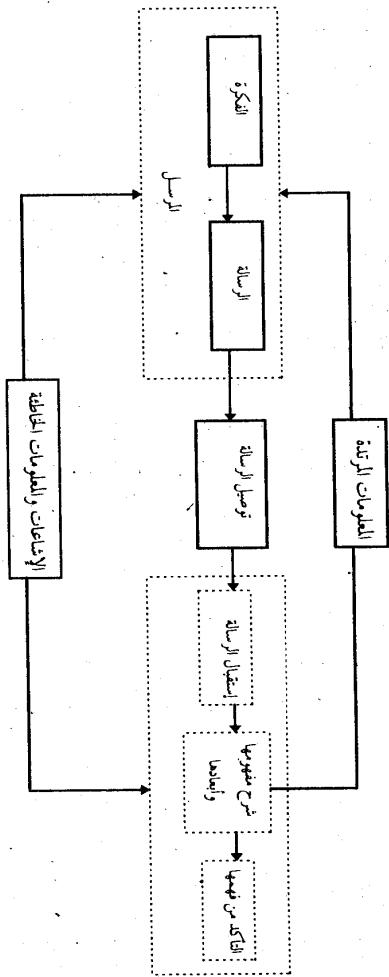 الفكرة
الرسالة
المرسل
توصيل الرسالة
إستقبال الرسالة
شرح مفهومها
وأبعادها
التأكد من فهمها
المعلومات المرتدة
الإشاعات والمعلومات الخاطئة